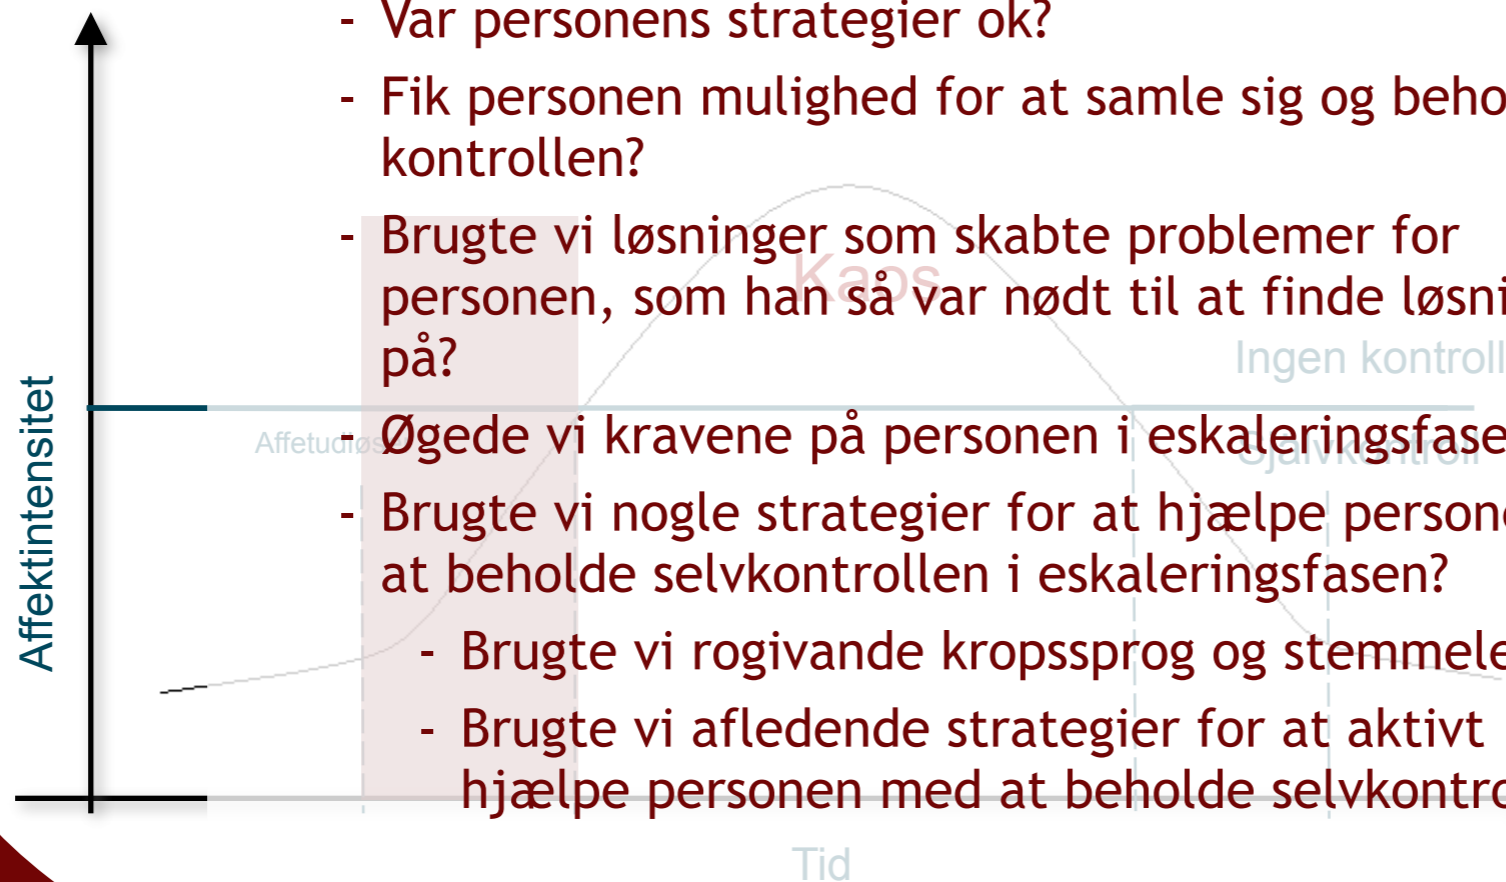 - Var personens strategier ok?
- Fik personen mulighed for at samle sig og beho
kontrollen?
- Brugte vi løsninger som skabte problemer for
personen, som han så var nødt til at finde løsni
på?
- Øgede vi kravene på personen i eskaleringsfase
- Brugte vi nogle strategier for at hjælpe person
at beholde selvkontrollen i eskaleringsfasen?
- Brugte vi rogivande kropssprog og stemmele
- Brugte vi afledende strategier for at aktivt
hjælpe personen med at beholde selvkontro
Kaos
Ingen kontroll
Affetudløs
Självkontroll
Affektintensitet
Tid